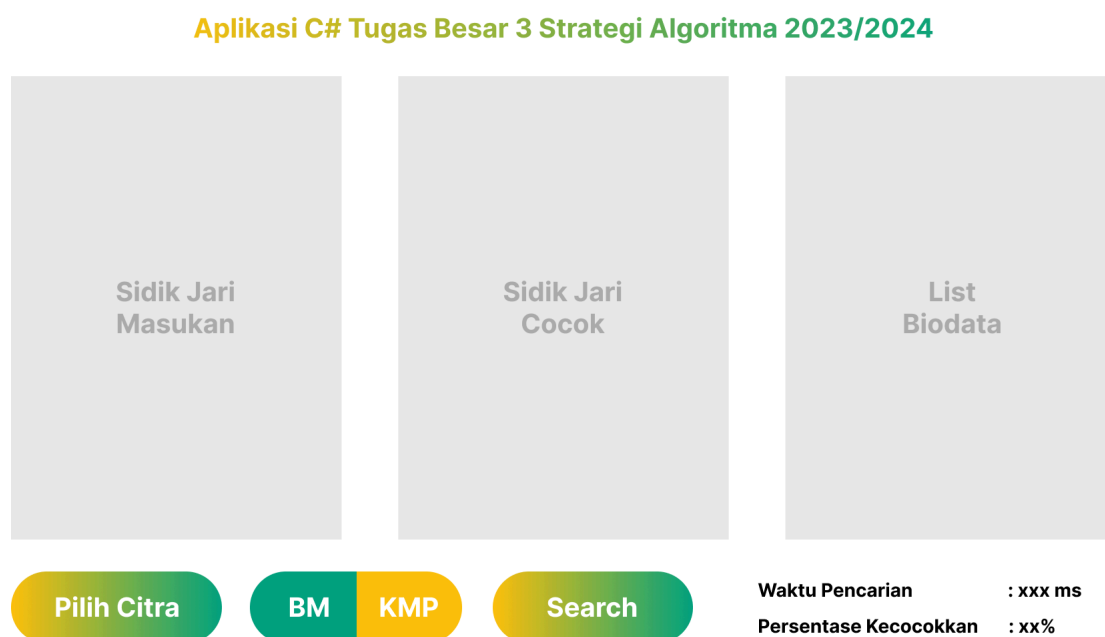 Aplikasi C# Tugas Besar 3 Strategi Algoritma 2023/2024
Sidik Jari
Masukan
Sidik Jari
Cocok
List
Biodata
Pilih Citra
BM
KMP
Search
Waktu Pencarian : xxx ms
Persentase Kecocokkan : xx%